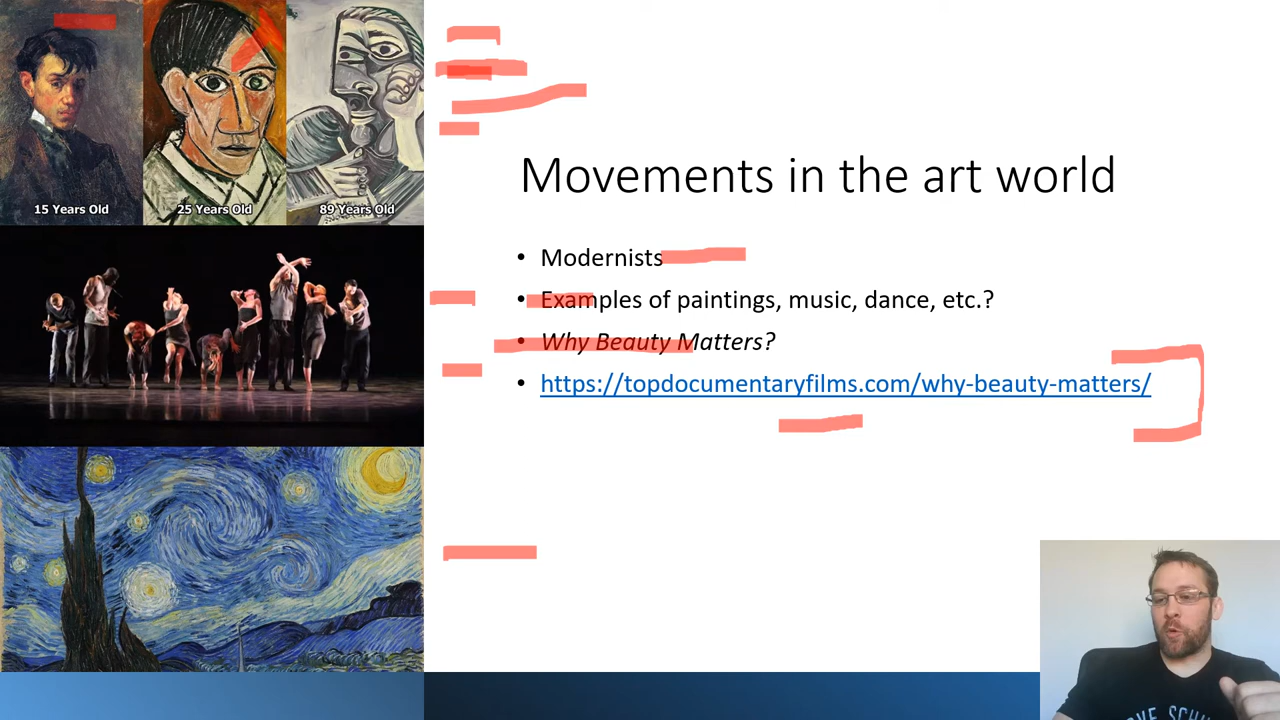 15 Years Old
25 Years Old
89 Years Old
Movements in the art world
• Modernists
• Examples of paintings, music, dance, etc.?
• Why Beauty Matters?
• https://topdocumentaryfilms.com/why-beauty-matters/